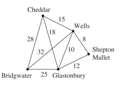 Cheddar
15
Wells
18
28
8
32
10
Shepton
Mallet
12
Bridgwater
25
Glastonbury